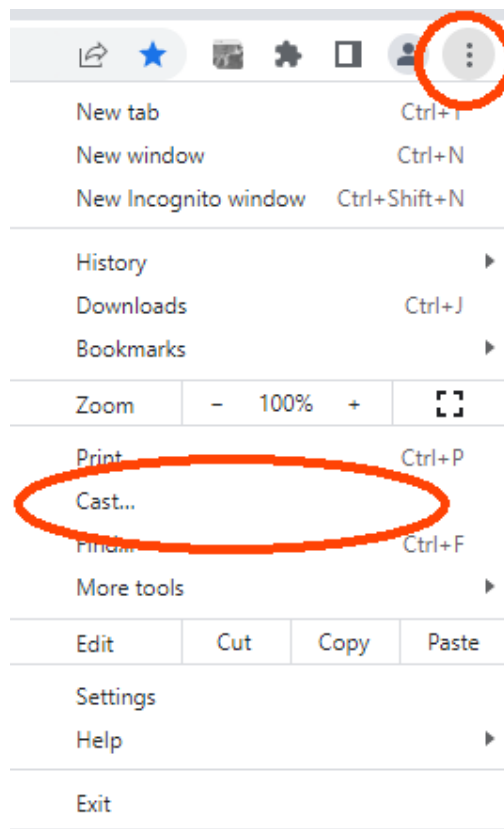 New tab Ctrl+T
New window Ctrl+N
New Incognito window Ctrl+Shift+N
History
Downloads Ctrl+J
Bookmarks
Zoom - 100% +
Print... Ctrl+P
Cast...
Find... Ctrl+F
More tools
Edit Cut Copy Paste
Settings
Help
Exit